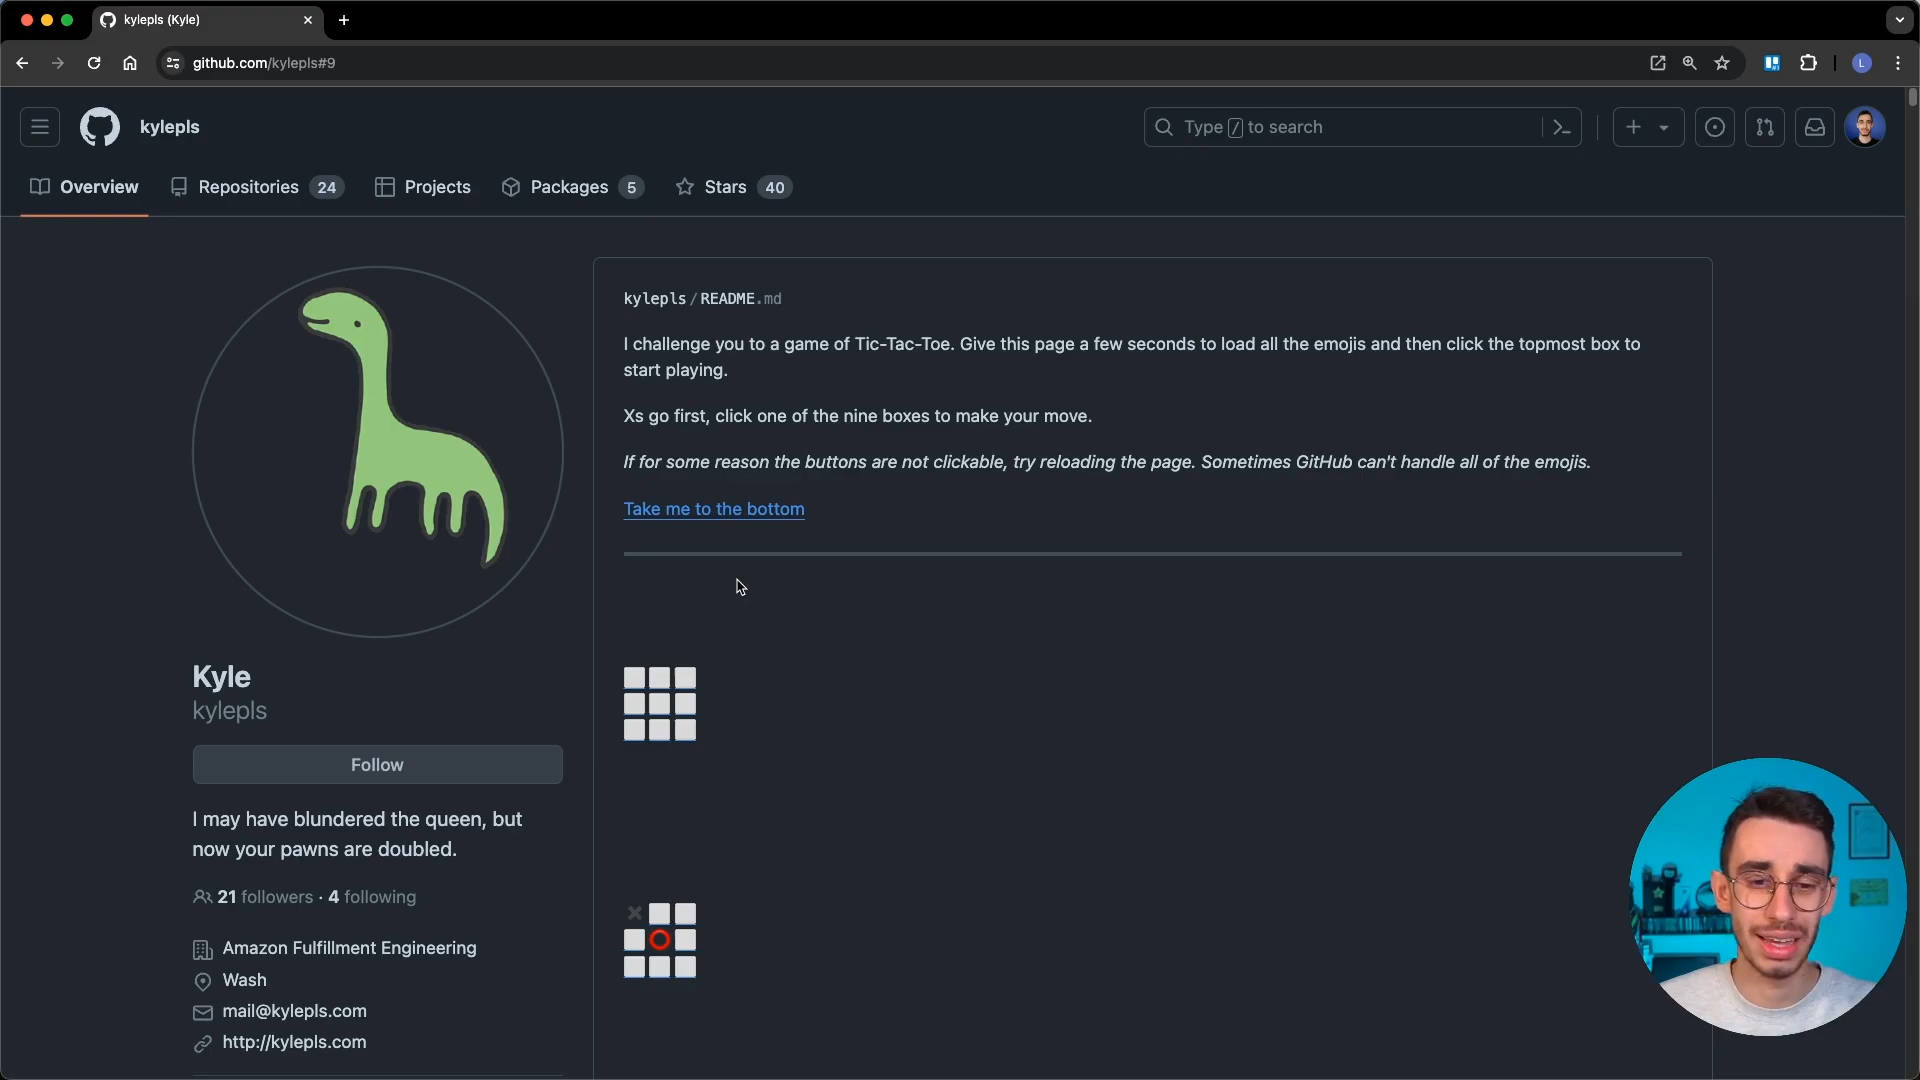 kylepls (Kyle)
github.com/kylepls#9
L
kylepls
Type / to search
Overview
Repositories 24
Projects
Packages 5
Stars 40
kylepls/README.md
I challenge you to a game of Tic-Tac-Toe. Give this page a few seconds to load all the emojis and then click the topmost box to
start playing.
Xs go first, click one of the nine boxes to make your move.
If for some reason the buttons are not clickable, try reloading the page. Sometimes GitHub can't handle all of the emojis.
Take me to the bottom
Kyle
kylepls
Follow
I may have blundered the queen, but
now your pawns are doubled.
21 followers · 4 following
Amazon Fulfillment Engineering
Wash
mail@kylepls.com
http://kylepls.com